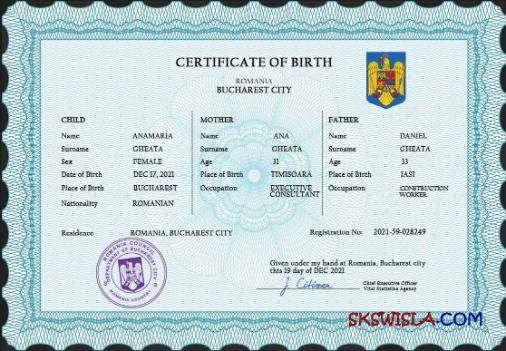 CERTIFICATE OF BIRTH
ROMANIA
BUCHAREST CITY
CHILD
Name ANAMARIA
Surname GHEATA
Sex FEMALE
Date of Birth DEC 17, 2021
Place of Birth BUCHAREST
Nationality ROMANIAN
MOTHER
Name ANA
Surname GHEATA
Age 31
Place of Birth TIMISOARA
Occupation EXECUTIVE
CONSULTANT
FATHER
Name DANIEL
Surname GHEATA
Age 33
Place of Birth IASI
Occupation CONSTRUCTION
WORKER
Residence ROMANIA, BUCHAREST CITY
Registration No: 2021-59-028249
ROMANIA COUNCIL
DEPARTMENT OF BUCHAREST CITY
ROMANIA COUNTRY
Given under my hand at Romania, Bucharest city
this 19 day of DEC 2021
J. Citizen
Chief Executive Officer
Vital Statistics Agency
SKSWISLA.COM